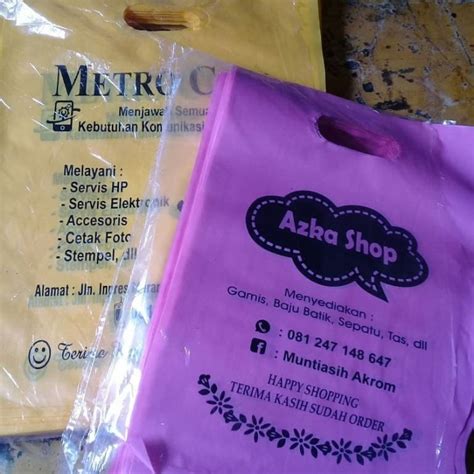 METRO
Menjawab Semua
Kebutuhan Komunikasi
Melayani :
- Servis HP
- Servis Elektronik
- Accesoris
- Cetak Foto
- Stempel, dll
Alamat : Jln.
Azka Shop
Menyediakan :
Gamis, Baju Batik, Sepatu, Tas, dll
: 081 247 148 647
: Muntiasih Akrom
HAPPY SHOPPING
TERIMA KASIH SUDAH ORDER